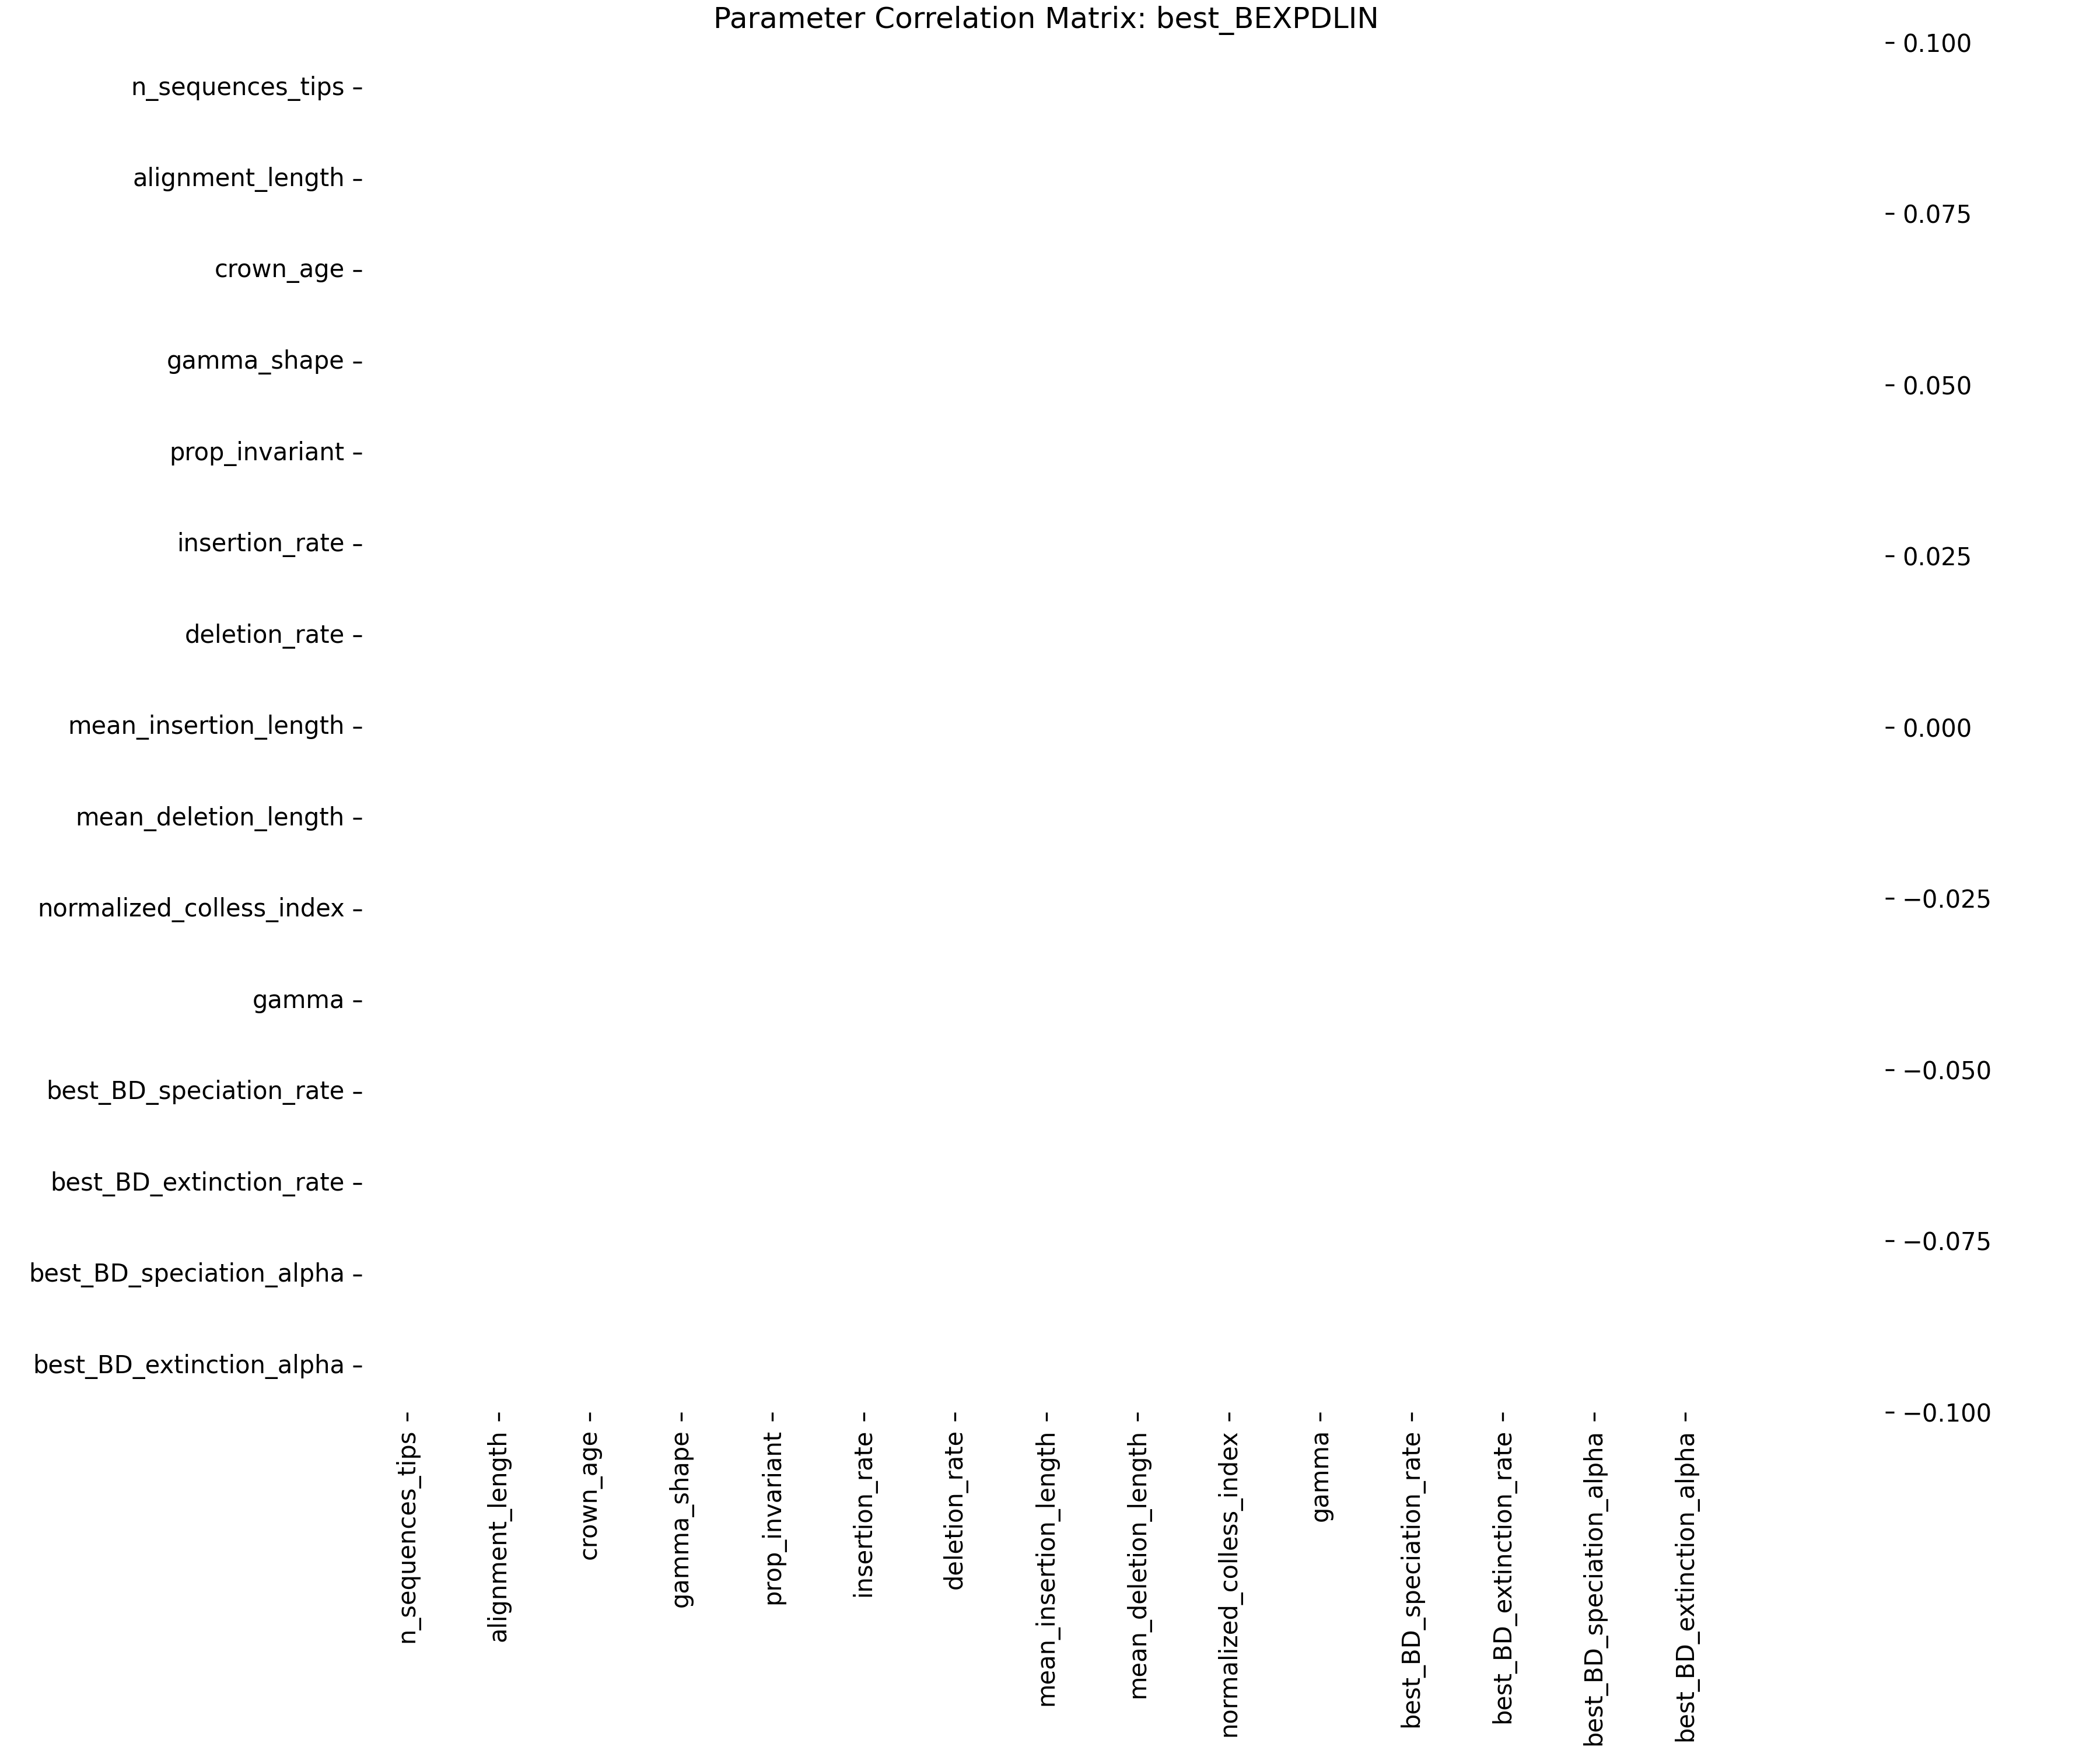 Parameter Correlation Matrix: best_BEXPDLIN
n_sequences_tips
alignment_length
crown_age
gamma_shape
prop_invariant
insertion_rate
deletion_rate
mean_insertion_length
mean_deletion_length
normalized_colless_index
gamma
best_BD_speciation_rate
best_BD_extinction_rate
best_BD_speciation_alpha
best_BD_extinction_alpha
0.100
0.075
0.050
0.025
0.000
−0.025
−0.050
−0.075
−0.100
n_sequences_tips
alignment_length
crown_age
gamma_shape
prop_invariant
insertion_rate
deletion_rate
mean_insertion_length
mean_deletion_length
normalized_colless_index
gamma
best_BD_speciation_rate
best_BD_extinction_rate
best_BD_speciation_alpha
best_BD_extinction_alpha